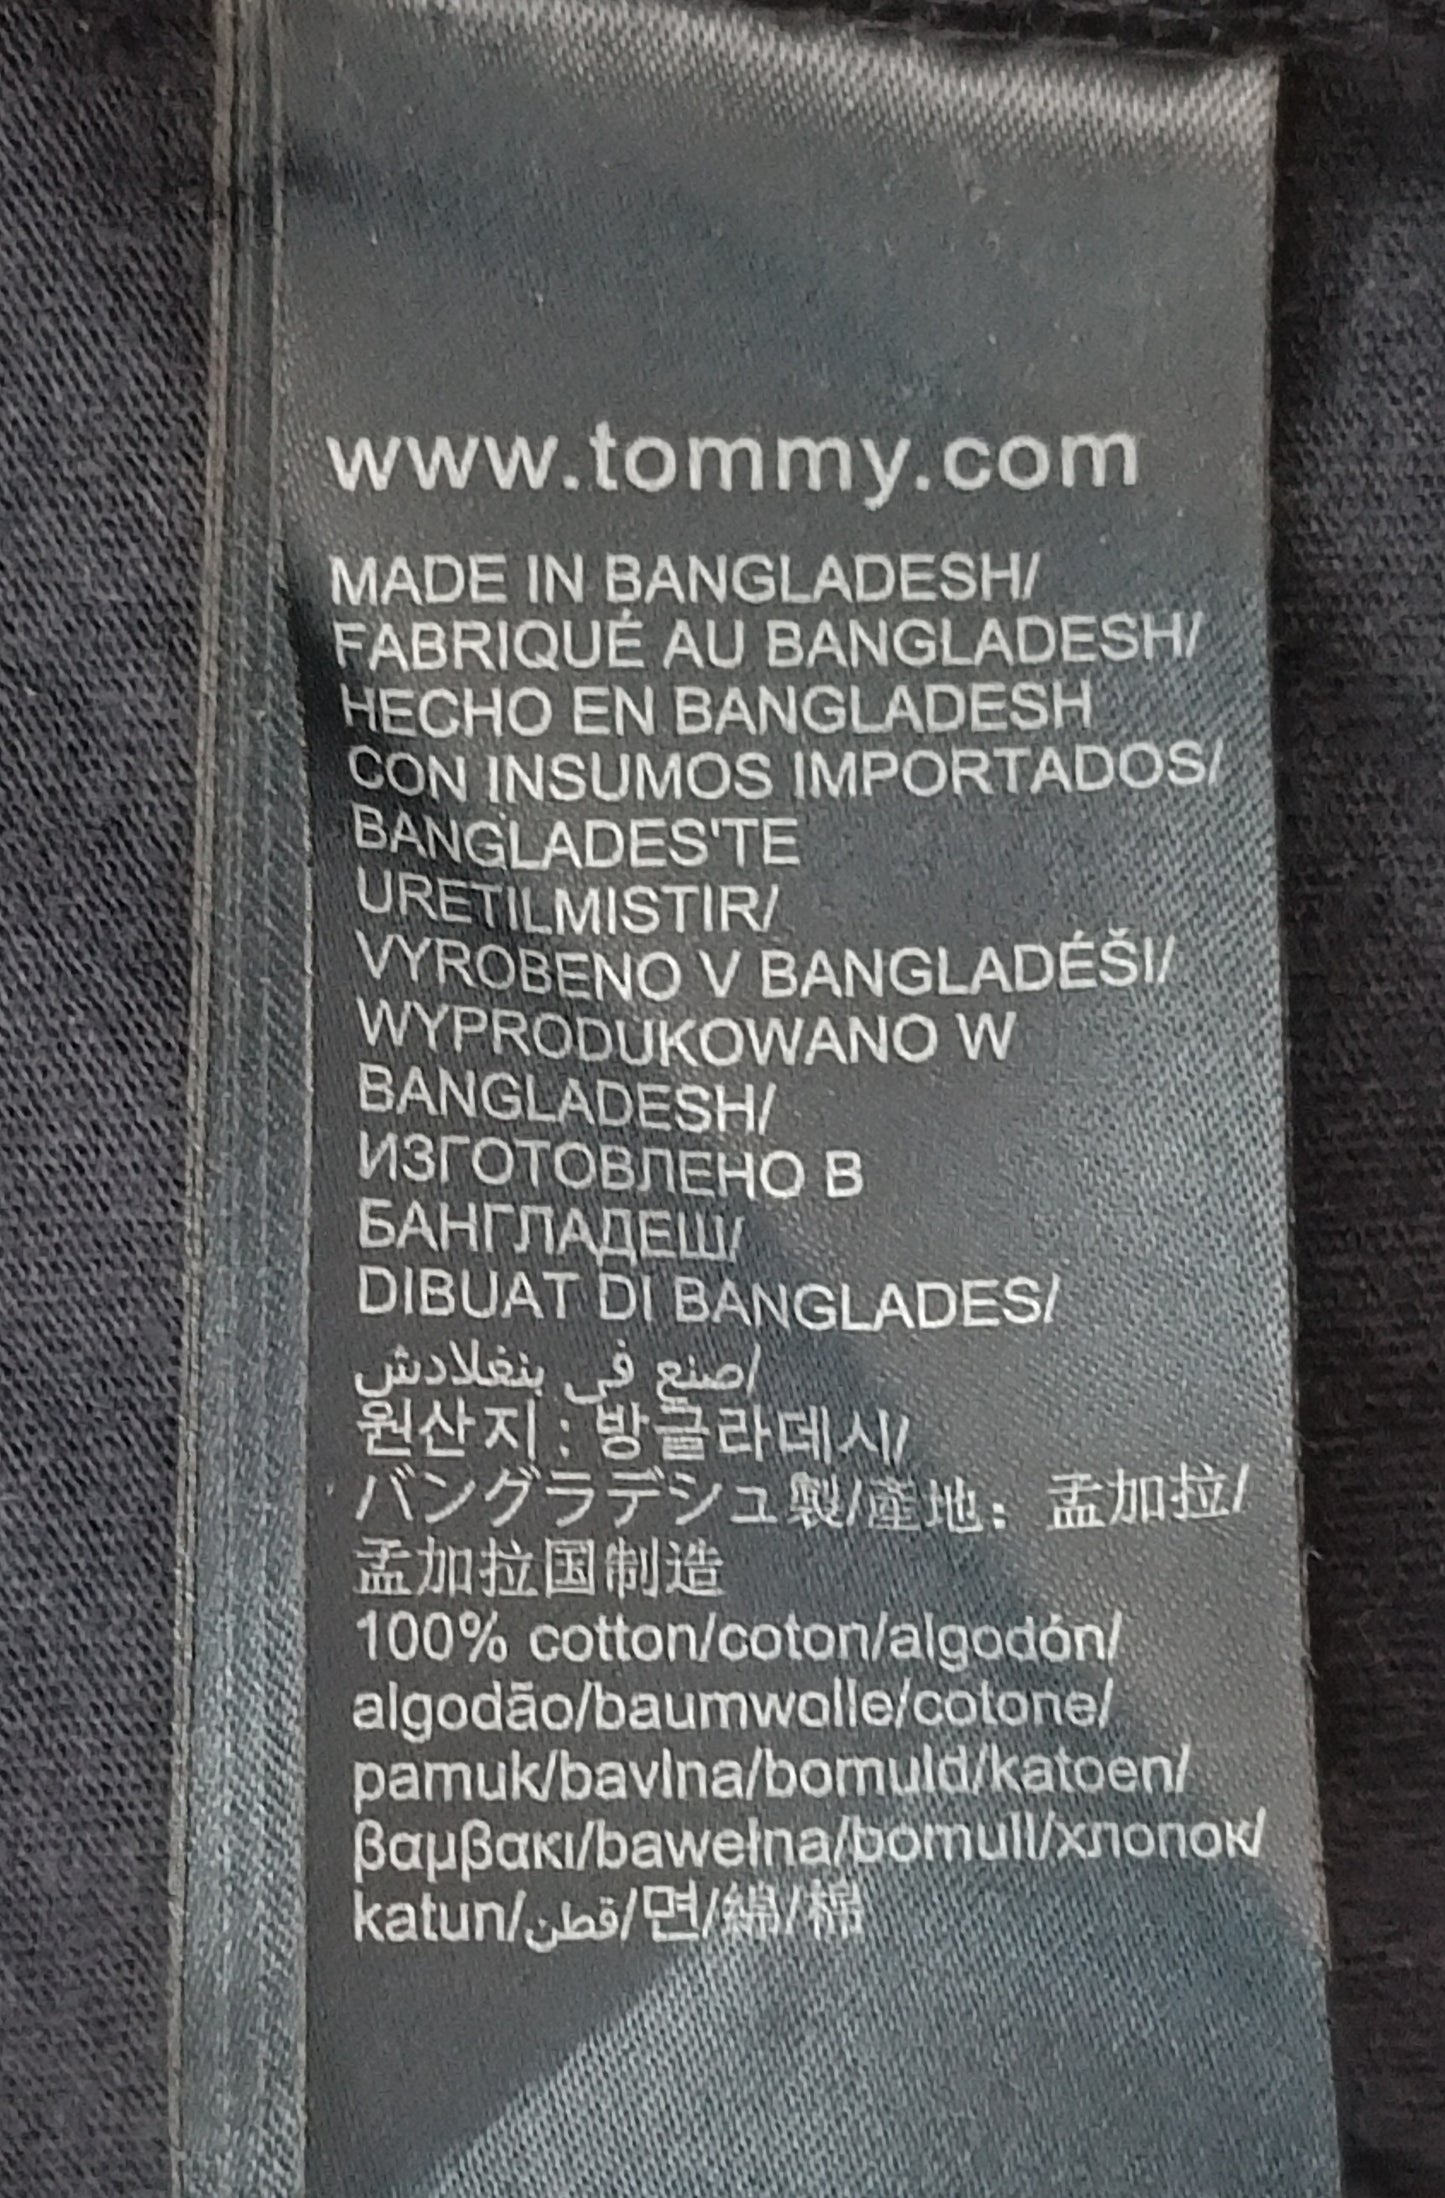 www.tommy.com
MADE IN BANGLADESH/
FABRIQUÉ AU BANGLADESH/
HECHO EN BANGLADESH
CON INSUMOS IMPORTADOS/
BANGLADES'TE
URETILMISTIR/
VYROBENO V BANGLADÉŠI/
WYPRODUKOWANO W
BANGLADESH/
ИЗГОТОВЛЕНО В
БАНГЛАДЕШ/
DIBUAT DI BANGLADES/
صنع في بنغلادش/
원산지 : 방글라데시/
バングラデシュ製/產地：孟加拉/
孟加拉国制造
100% cotton/coton/algodón/
algodão/baumwolle/cotone/
pamuk/bavlna/bomuld/katoen/
βαμβακι/bawełna/bomull/хлопок/
katun/قطن/면/綿/棉